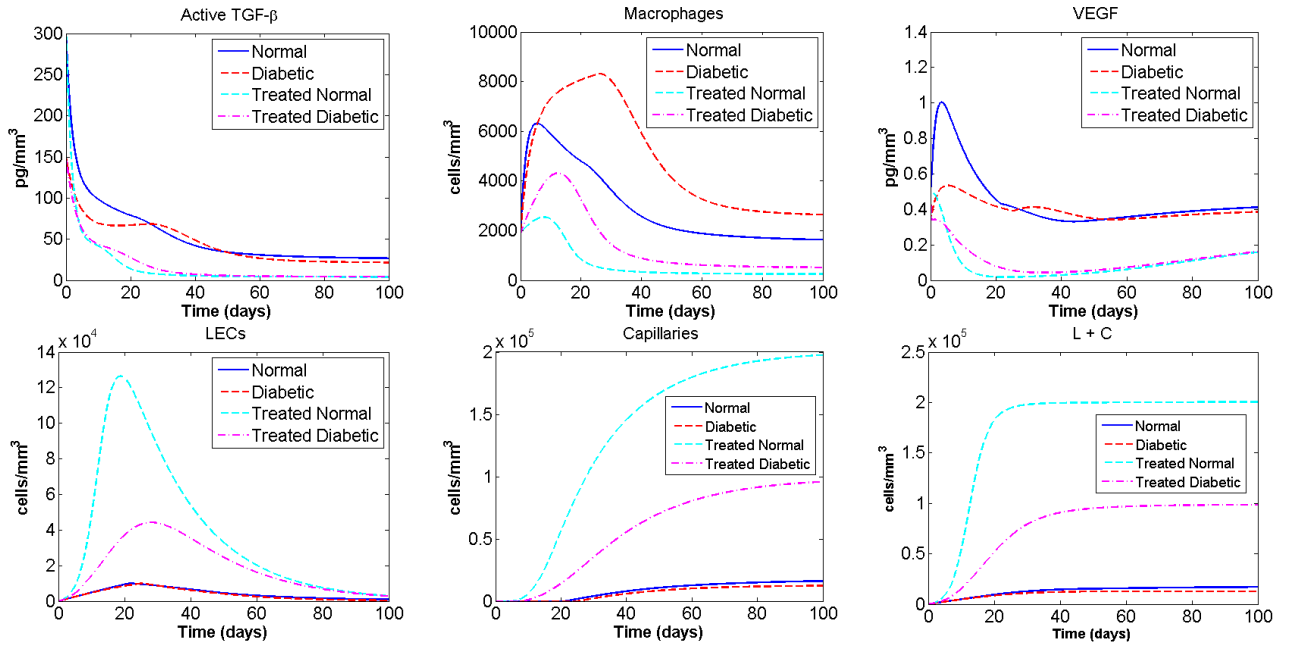 Active TGF-β
300
250
200
150
100
50
0
pg/mm³
0 20 40 60 80 100
Time (days)
Normal
Diabetic
Treated Normal
Treated Diabetic
Macrophages
10000
8000
6000
4000
2000
0
cells/mm³
0 20 40 60 80 100
Time (days)
Normal
Diabetic
Treated Normal
Treated Diabetic
VEGF
1.4
1.2
1
0.8
0.6
0.4
0.2
0
pg/mm³
0 20 40 60 80 100
Time (days)
Normal
Diabetic
Treated Normal
Treated Diabetic
LECs
x 10⁴
14
12
10
8
6
4
2
0
cells/mm³
0 20 40 60 80 100
Time (days)
Normal
Diabetic
Treated Normal
Treated Diabetic
Capillaries
x 10⁵
2
1.5
1
0.5
0
cells/mm³
0 20 40 60 80 100
Time (days)
Normal
Diabetic
Treated Normal
Treated Diabetic
L + C
x 10⁵
2.5
2
1.5
1
0.5
0
cells/mm³
0 20 40 60 80 100
Time (days)
Normal
Diabetic
Treated Normal
Treated Diabetic